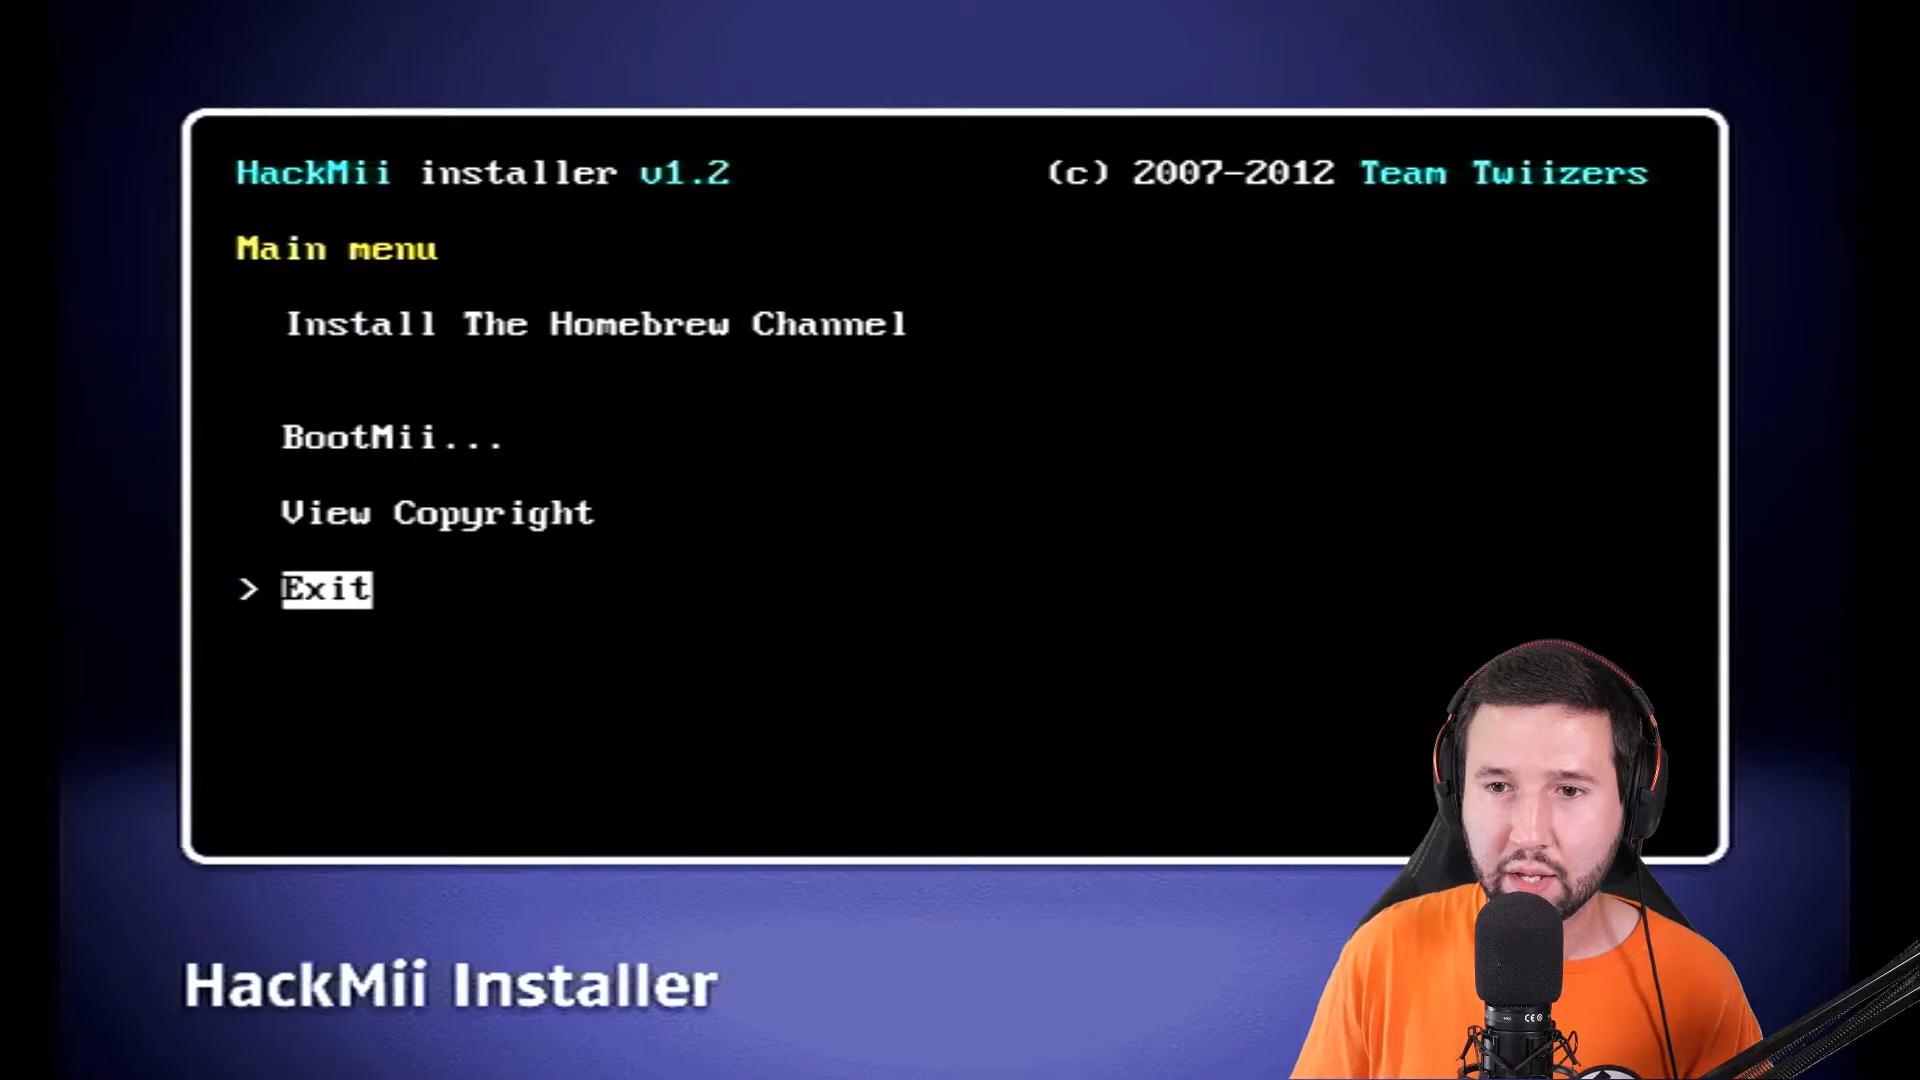 HackMii installer v1.2 (c) 2007-2012 Team Twiizers
Main menu
Install The Homebrew Channel
BootMii...
View Copyright
> Exit
HackMii Installer